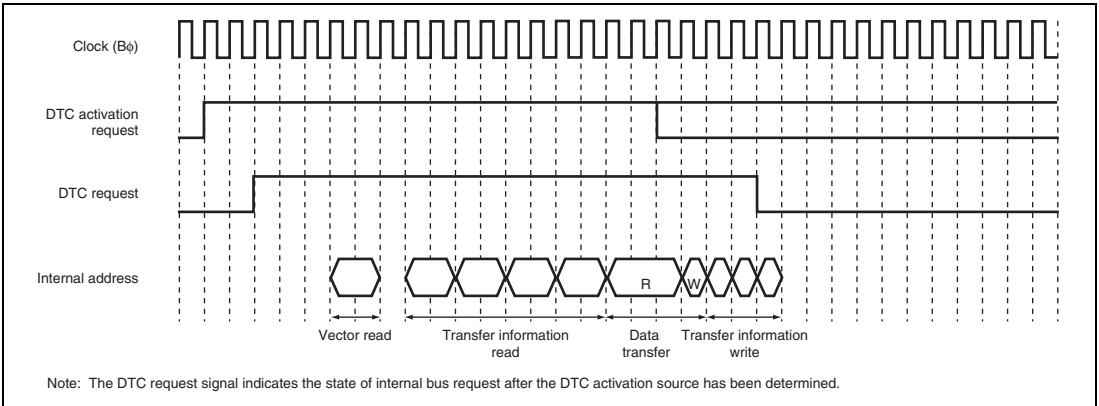 Clock (Bϕ)
DTC activation
request
DTC request
Internal address
R
W
Vector read
Transfer information
read
Data
transfer
Transfer information
write
Note: The DTC request signal indicates the state of internal bus request after the DTC activation source has been determined.